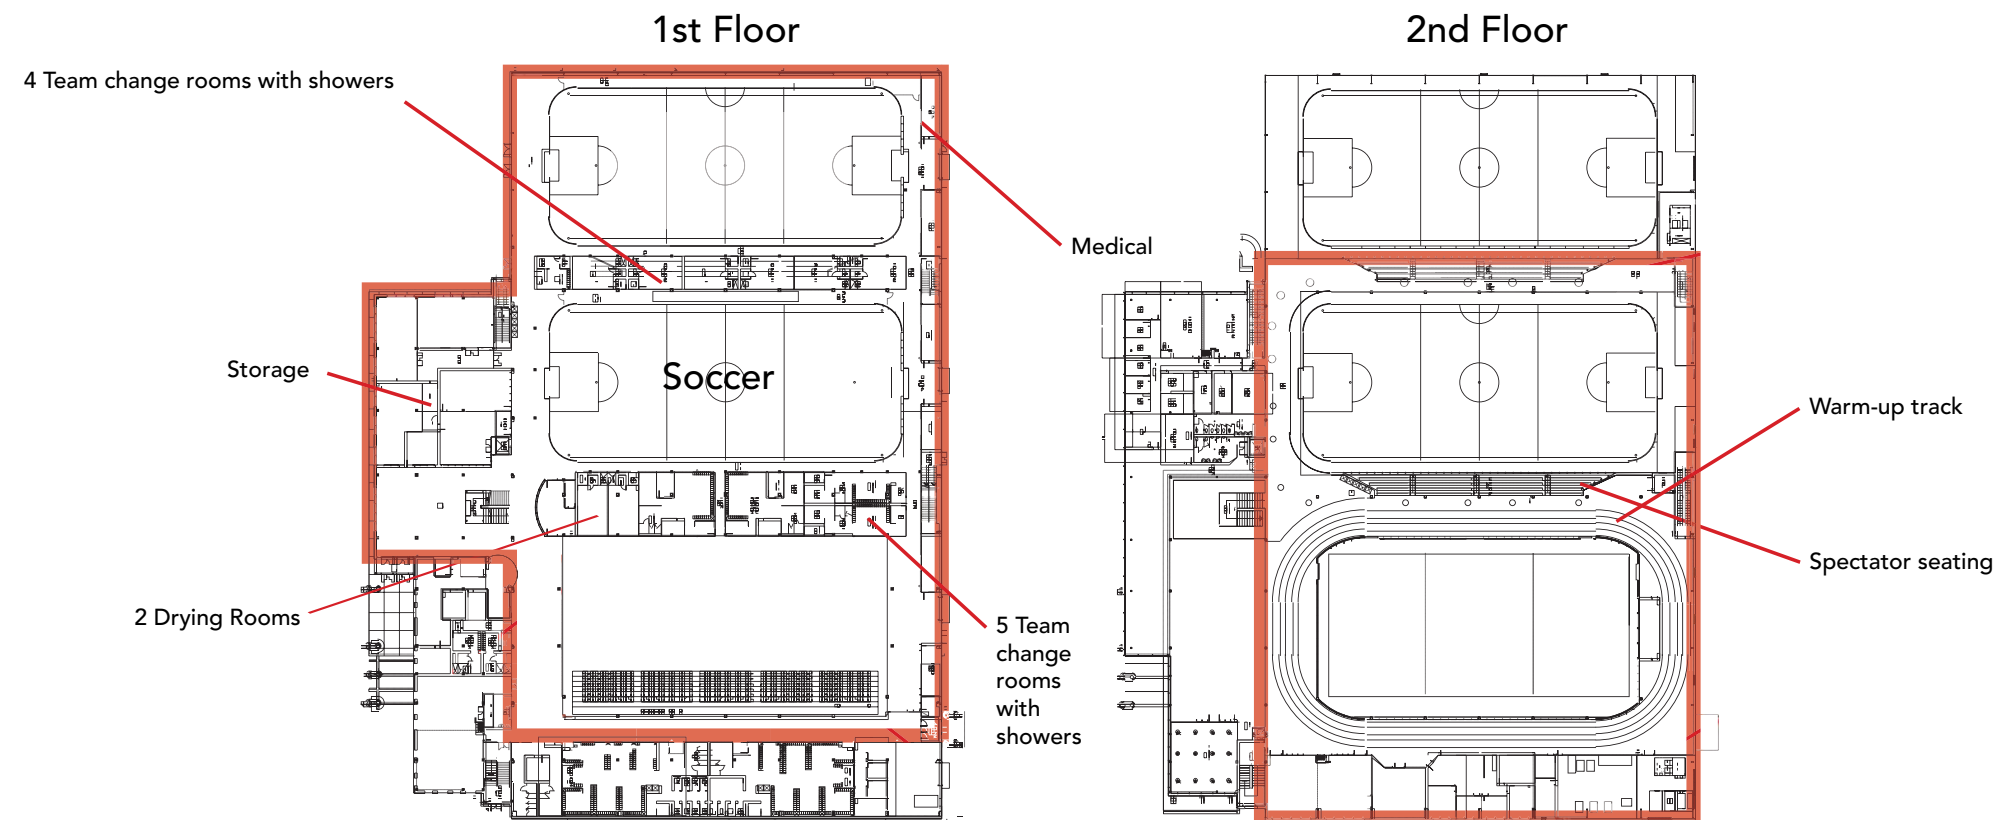 1st Floor
2nd Floor
4 Team change rooms with showers
Medical
Storage
Soccer
Warm-up track
Spectator seating
2 Drying Rooms
5 Team
change
rooms
with
showers